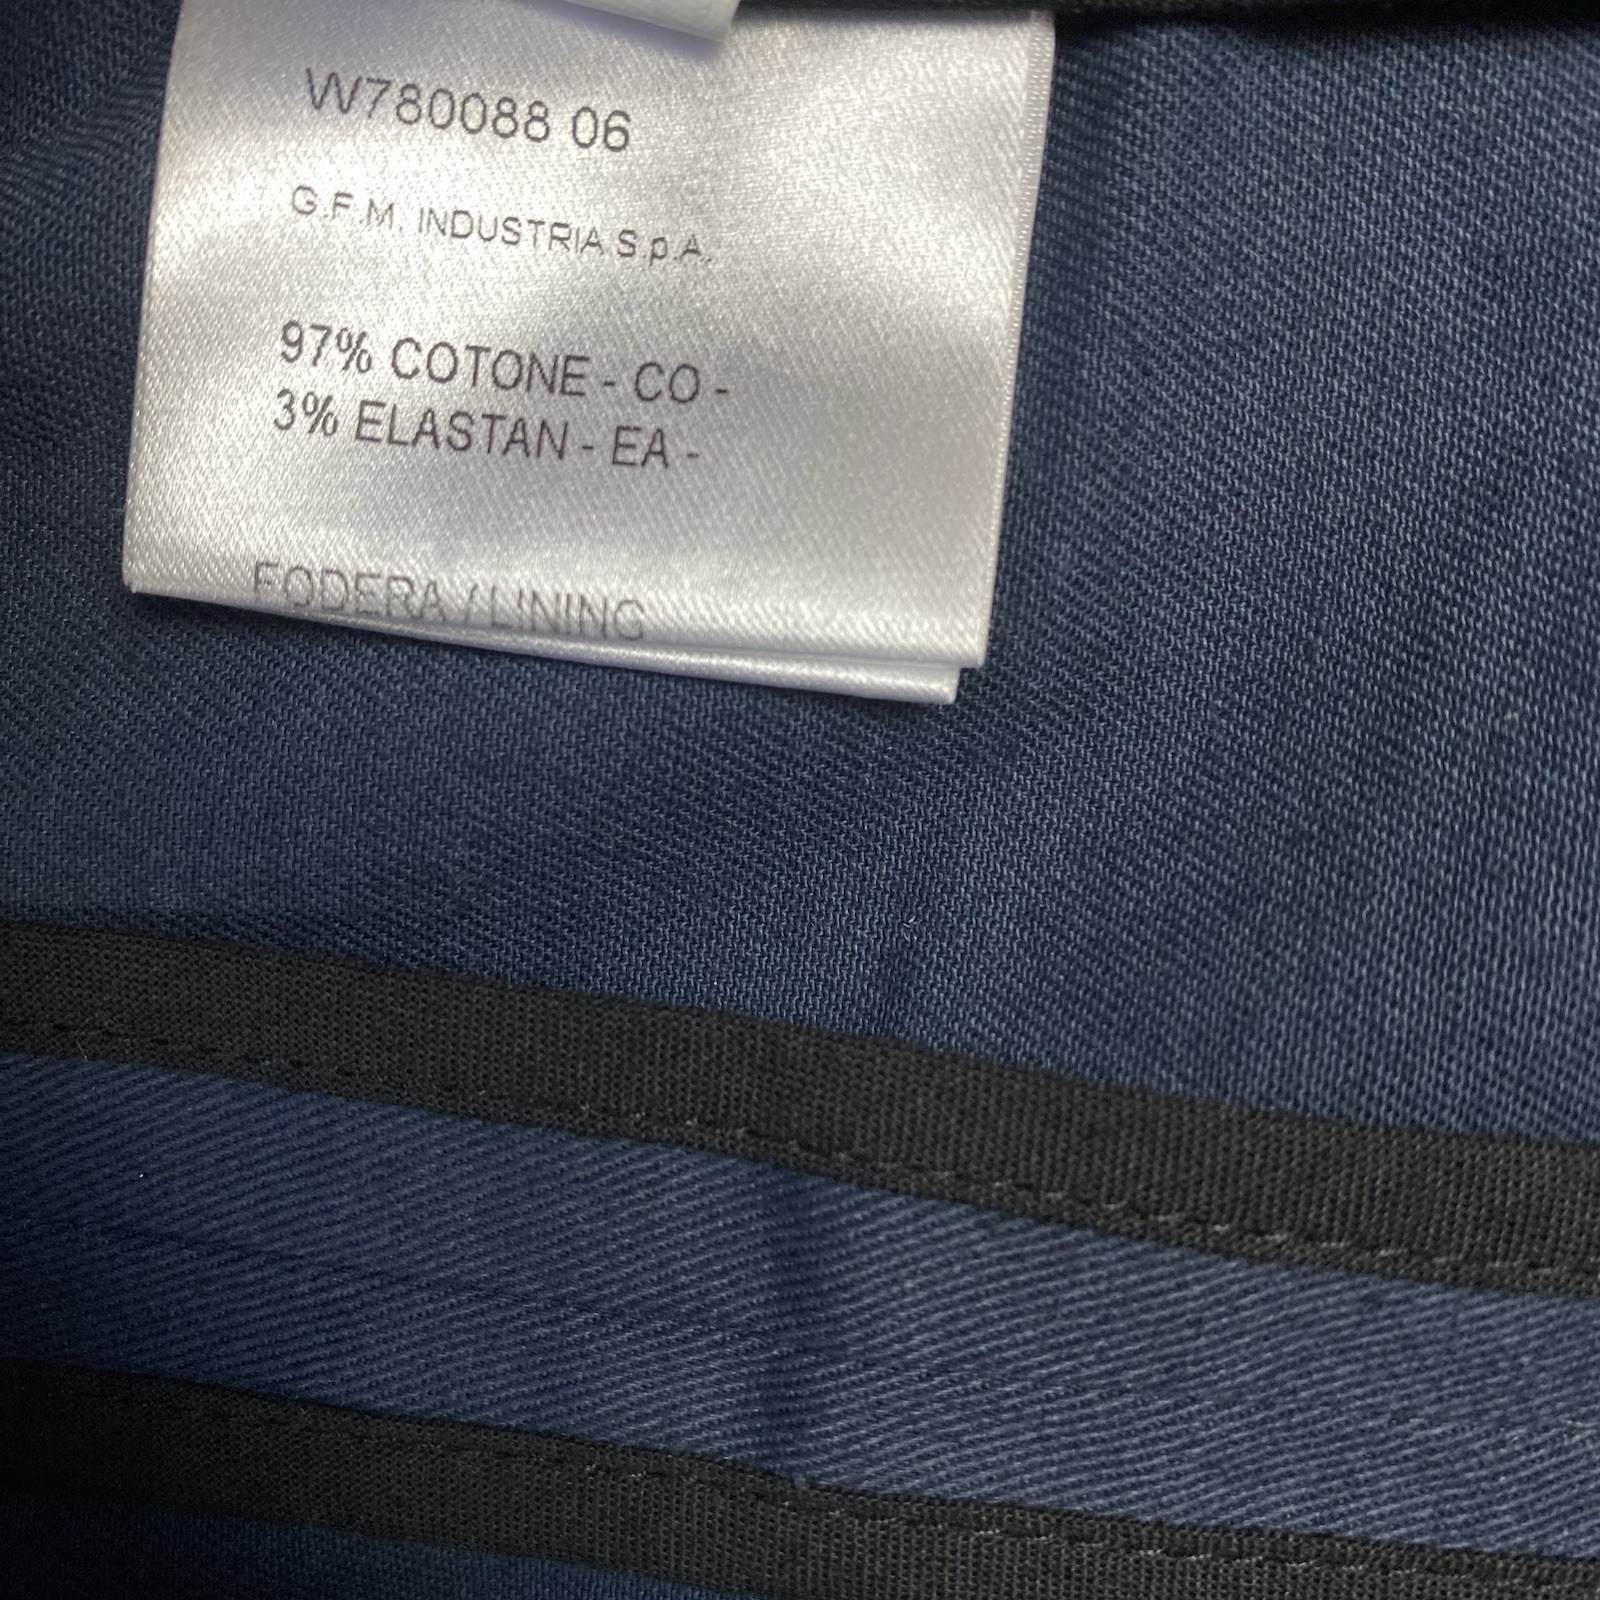 W780088 06
G.F.M. INDUSTRIA S.p.A.
97% COTONE - CO -
3% ELASTAN - EA -
FODERA / LINING